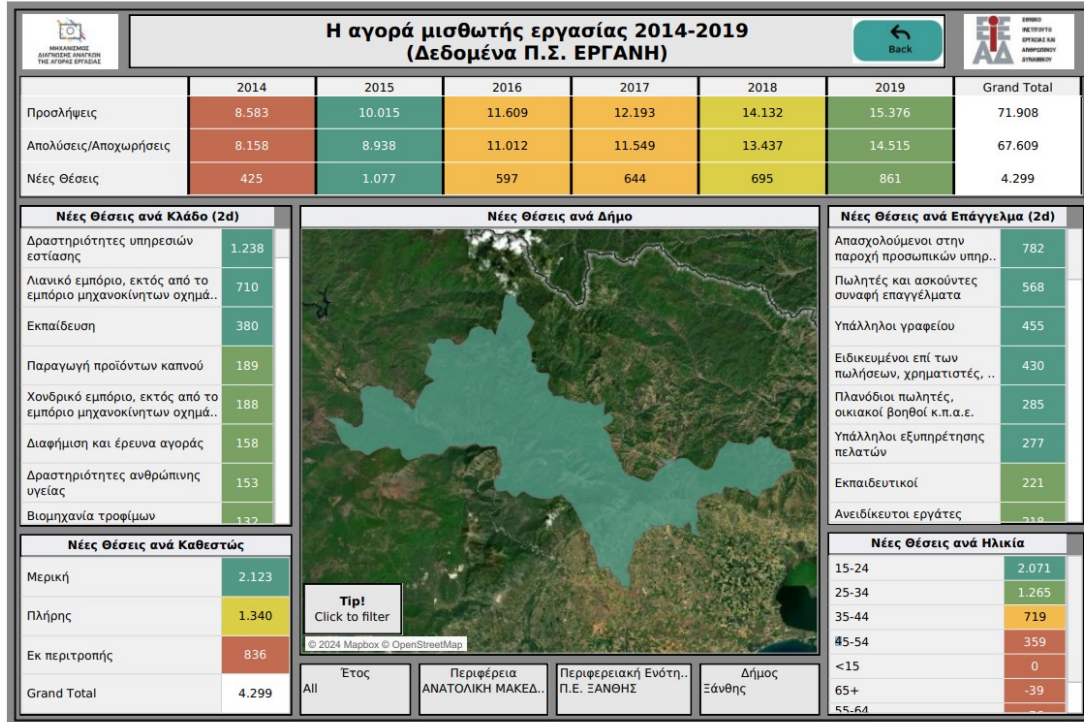 ΜΗΧΑΝΙΣΜΟΣ
ΔΙΑΓΝΩΣΗΣ ΑΝΑΓΚΩΝ
ΤΗΣ ΑΓΟΡΑΣ ΕΡΓΑΣΙΑΣ
Η αγορά μισθωτής εργασίας 2014-2019
(Δεδομένα Π.Σ. ΕΡΓΑΝΗ)
Back
ΕΙΕΑΔ
ΕΘΝΙΚΟ
ΙΝΣΤΙΤΟΥΤΟ
ΕΡΓΑΣΙΑΣ ΚΑΙ
ΑΝΘΡΩΠΙΝΟΥ
ΔΥΝΑΜΙΚΟΥ
2014 2015 2016 2017 2018 2019 Grand Total
Προσλήψεις 8.583 10.015 11.609 12.193 14.132 15.376 71.908
Απολύσεις/Αποχωρήσεις 8.158 8.938 11.012 11.549 13.437 14.515 67.609
Νέες Θέσεις 425 1.077 597 644 695 861 4.299
Νέες Θέσεις ανά Κλάδο (2d)
Δραστηριότητες υπηρεσιών
εστίασης 1.238
Λιανικό εμπόριο, εκτός από το
εμπόριο μηχανοκίνητων οχημά.. 710
Εκπαίδευση 380
Παραγωγή προϊόντων καπνού 189
Χονδρικό εμπόριο, εκτός από το
εμπόριο μηχανοκίνητων οχημά.. 188
Διαφήμιση και έρευνα αγοράς 158
Δραστηριότητες ανθρώπινης
υγείας 153
Βιομηχανία τροφίμων 132
Νέες Θέσεις ανά Καθεστώς
Μερική 2.123
Πλήρης 1.340
Εκ περιτροπής 836
Grand Total 4.299
Νέες Θέσεις ανά Δήμο
Tip!
Click to filter
© 2024 Mapbox © OpenStreetMap
Έτος
All
Περιφέρεια
ΑΝΑΤΟΛΙΚΗ ΜΑΚΕΔ..
Περιφερειακή Ενότη..
Π.Ε. ΞΑΝΘΗΣ
Δήμος
Ξάνθης
Νέες Θέσεις ανά Επάγγελμα (2d)
Απασχολούμενοι στην
παροχή προσωπικών υπηρ.. 782
Πωλητές και ασκούντες
συναφή επαγγέλματα 568
Υπάλληλοι γραφείου 455
Ειδικευμένοι επί των
πωλήσεων, χρηματιστές, .. 430
Πλανόδιοι πωλητές,
οικιακοί βοηθοί κ.π.α.ε. 285
Υπάλληλοι εξυπηρέτησης
πελατών 277
Εκπαιδευτικοί 221
Ανειδίκευτοι εργάτες 218
Νέες Θέσεις ανά Ηλικία
15-24 2.071
25-34 1.265
35-44 719
45-54 359
<15 0
65+ -39
55-64